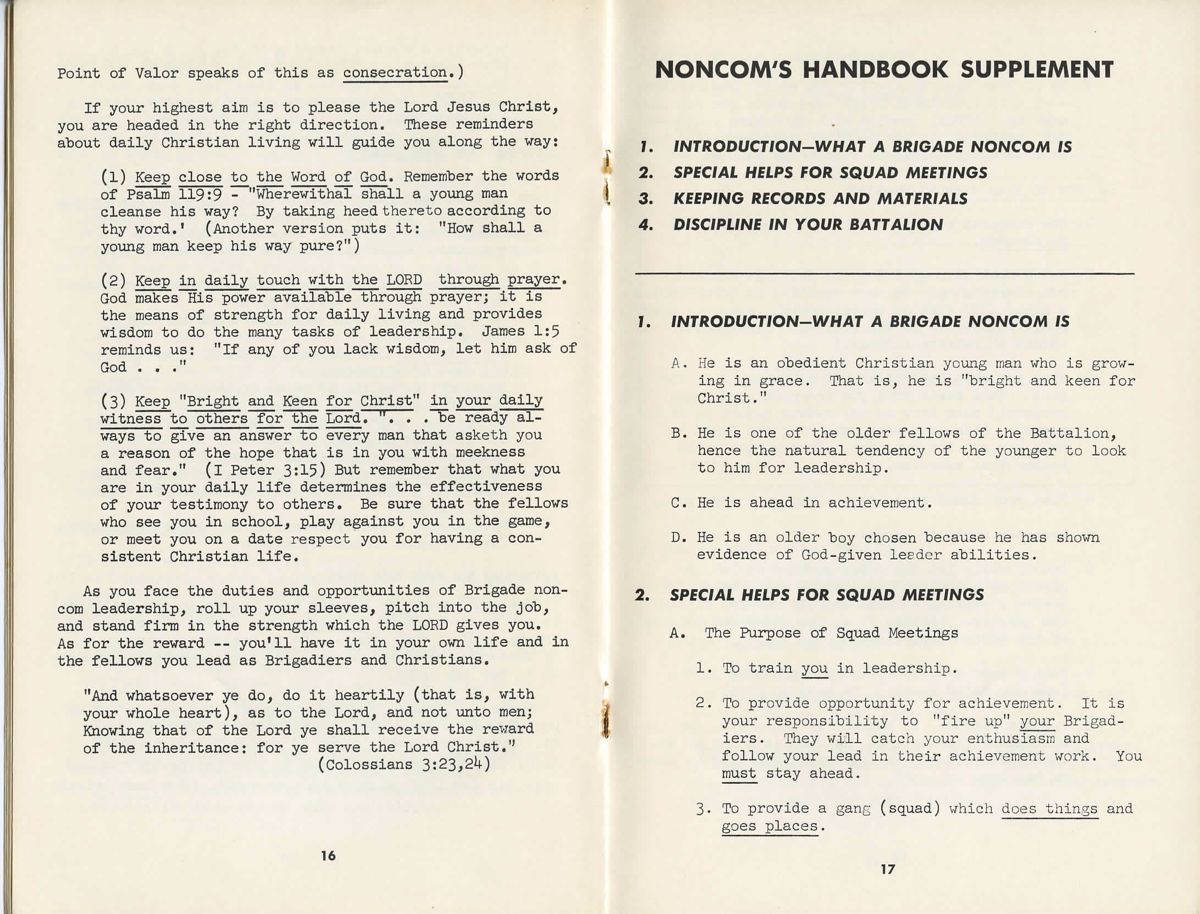 Point of Valor speaks of this as consecration.)
If your highest aim is to please the Lord Jesus Christ,
you are headed in the right direction. These reminders
about daily Christian living will guide you along the way:
(1) Keep close to the Word of God. Remember the words
of Psalm 119:9 - "Wherewithal shall a young man
cleanse his way? By taking heed thereto according to
thy word.' (Another version puts it: "How shall a
young man keep his way pure?")
(2) Keep in daily touch with the LORD through prayer.
God makes His power available through prayer; it is
the means of strength for daily living and provides
wisdom to do the many tasks of leadership. James 1:5
reminds us: "If any of you lack wisdom, let him ask of
God . . ."
(3) Keep "Bright and Keen for Christ" in your daily
witness to others for the Lord. ". . . be ready al-
ways to give an answer to every man that asketh you
a reason of the hope that is in you with meekness
and fear." (I Peter 3:15) But remember that what you
are in your daily life determines the effectiveness
of your testimony to others. Be sure that the fellows
who see you in school, play against you in the game,
or meet you on a date respect you for having a con-
sistent Christian life.
As you face the duties and opportunities of Brigade non-
com leadership, roll up your sleeves, pitch into the job,
and stand firm in the strength which the LORD gives you.
As for the reward -- you'll have it in your own life and in
the fellows you lead as Brigadiers and Christians.
"And whatsoever ye do, do it heartily (that is, with
your whole heart), as to the Lord, and not unto men;
Knowing that of the Lord ye shall receive the reward
of the inheritance: for ye serve the Lord Christ."
(Colossians 3:23,24)
16
NONCOM'S HANDBOOK SUPPLEMENT
1. INTRODUCTION—WHAT A BRIGADE NONCOM IS
2. SPECIAL HELPS FOR SQUAD MEETINGS
3. KEEPING RECORDS AND MATERIALS
4. DISCIPLINE IN YOUR BATTALION
1. INTRODUCTION—WHAT A BRIGADE NONCOM IS
A. He is an obedient Christian young man who is grow-
ing in grace. That is, he is "bright and keen for
Christ."
B. He is one of the older fellows of the Battalion,
hence the natural tendency of the younger to look
to him for leadership.
C. He is ahead in achievement.
D. He is an older boy chosen because he has shown
evidence of God-given leader abilities.
2. SPECIAL HELPS FOR SQUAD MEETINGS
A. The Purpose of Squad Meetings
1. To train you in leadership.
2. To provide opportunity for achievement. It is
your responsibility to "fire up" your Brigad-
iers. They will catch your enthusiasm and
follow your lead in their achievement work. You
must stay ahead.
3. To provide a gang (squad) which does things and
goes places.
17